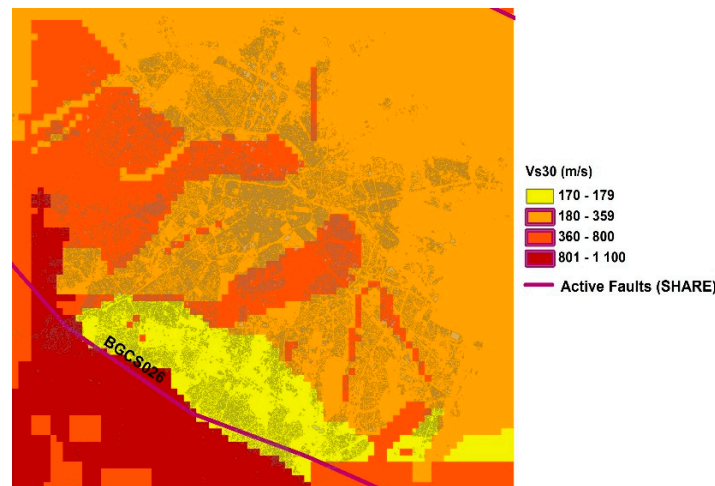 Vs30 (m/s)
170 - 179
180 - 359
360 - 800
801 - 1 100
Active Faults (SHARE)
BGCS026